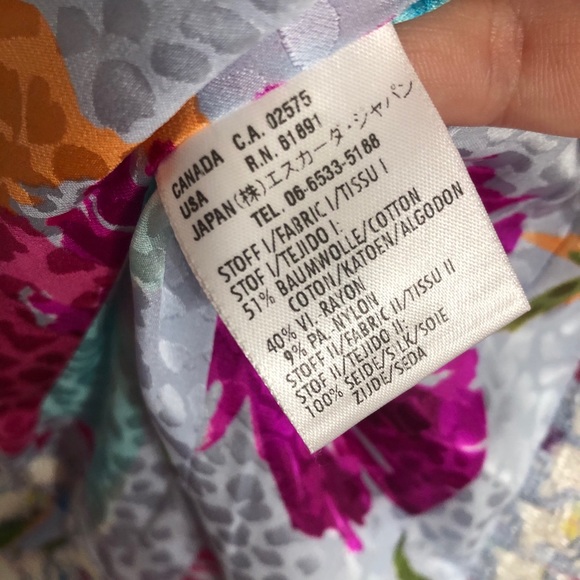 CANADA C.A. 02575
USA R.N. 61891
JAPAN (株)エスカーダ・ジャパン
TEL. 06-6533-5188
STOFF I/FABRIC I/TISSU I
STOF I/TEJIDO I:
51% BAUMWOLLE/COTTON
COTON/KATOEN/ALGODON
40% VI. RAYON
9% PA. NYLON
STOFF II/FABRIC II/TISSU II
STOF II/TEJIDO II:
100% SEIDE/SILK/SOIE
ZIJDE/SEDA